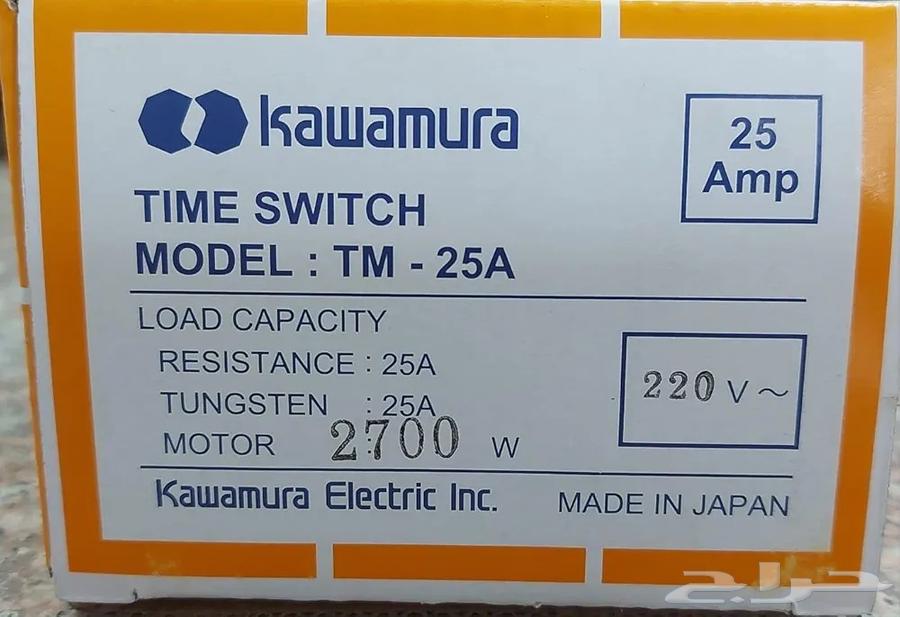 kawamura
25
Amp
TIME SWITCH
MODEL : TM - 25A
LOAD CAPACITY
RESISTANCE : 25A
TUNGSTEN : 25A
MOTOR : 2700 W
220 V ~
Kawamura Electric Inc.
MADE IN JAPAN
حراج